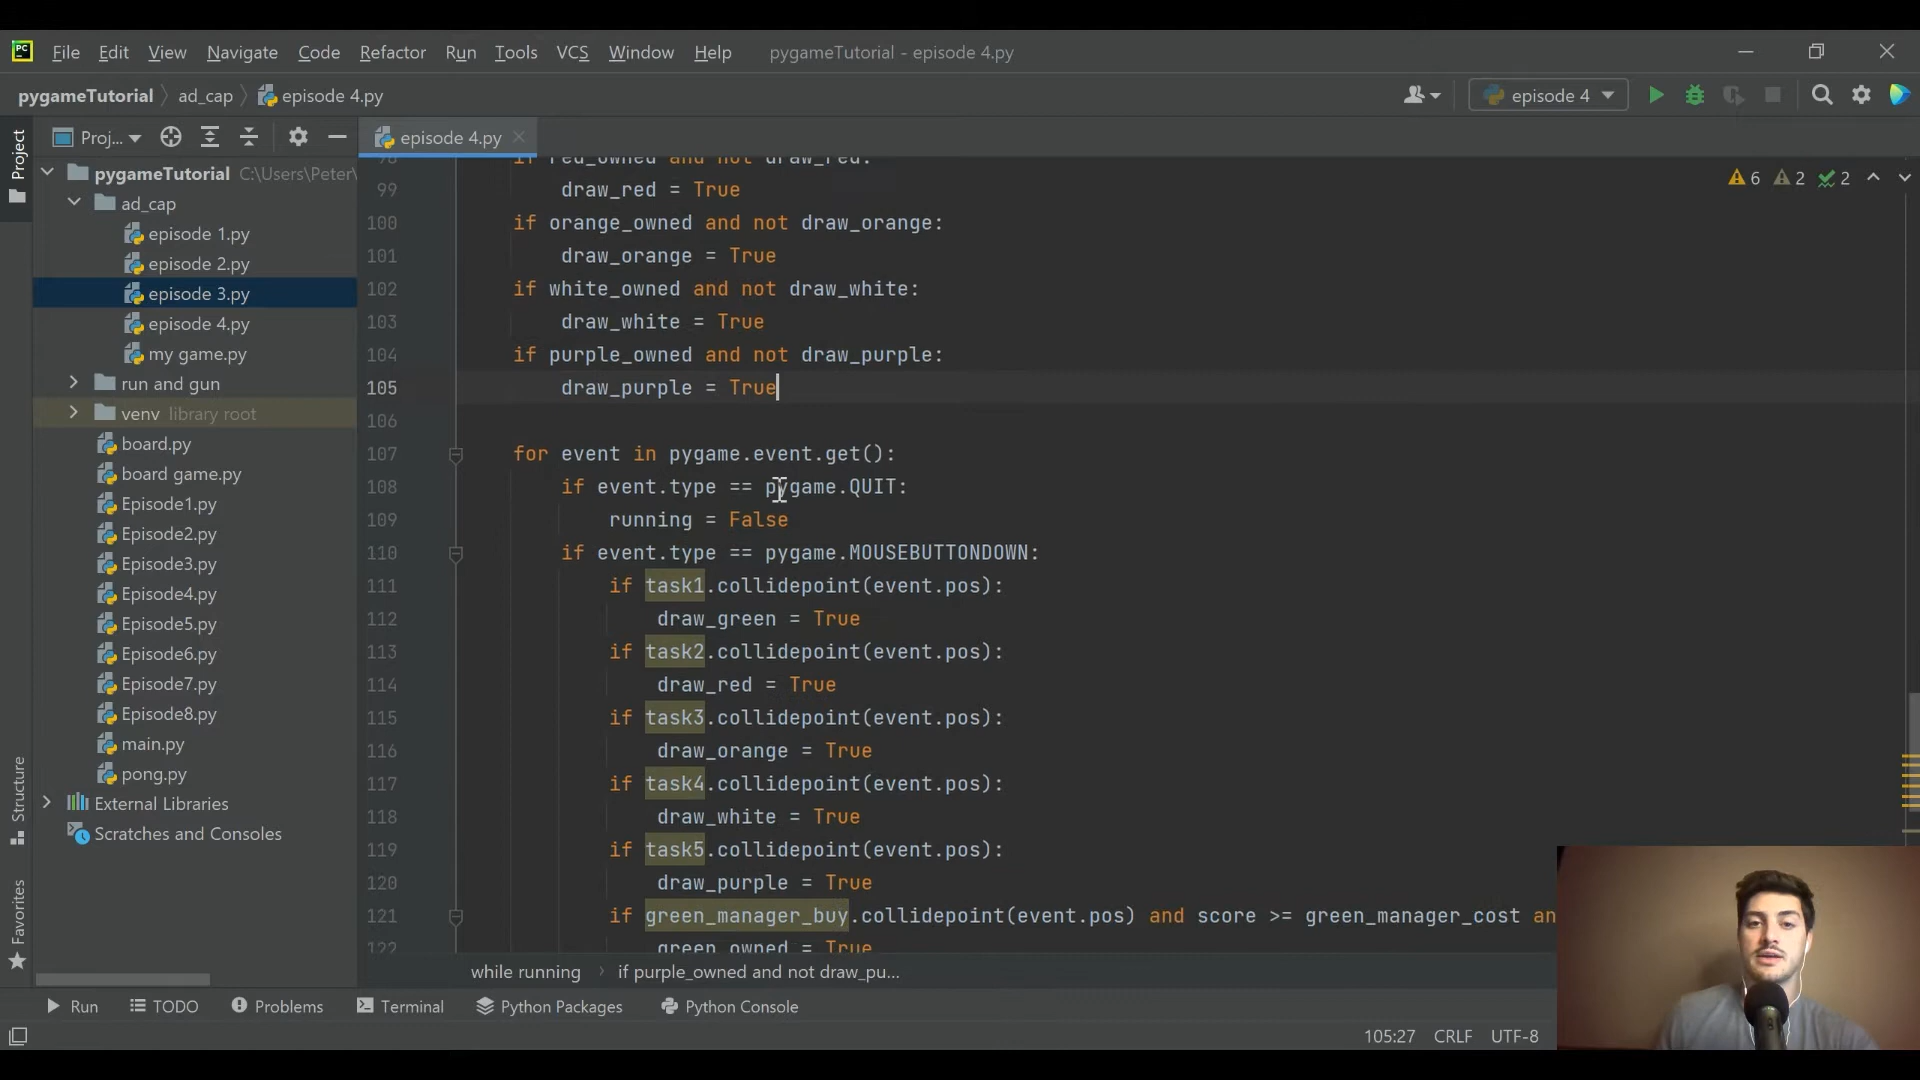 PC File Edit View Navigate Code Refactor Run Tools VCS Window Help pygameTutorial - episode 4.py
pygameTutorial ad_cap episode 4.py episode 4
Project
Proj...
episode 4.py
pygameTutorial C:\Users\Peter\
ad_cap
episode 1.py
episode 2.py
episode 3.py
episode 4.py
my game.py
run and gun
venv library root
board.py
board game.py
Episode1.py
Episode2.py
Episode3.py
Episode4.py
Episode5.py
Episode6.py
Episode7.py
Episode8.py
main.py
pong.py
External Libraries
Scratches and Consoles
Structure
Favorites
6 2 2
98 if red_owned and not draw_red:
99 draw_red = True
100 if orange_owned and not draw_orange:
101 draw_orange = True
102 if white_owned and not draw_white:
103 draw_white = True
104 if purple_owned and not draw_purple:
105 draw_purple = True
106
107 for event in pygame.event.get():
108 if event.type == pygame.QUIT:
109 running = False
110 if event.type == pygame.MOUSEBUTTONDOWN:
111 if task1.collidepoint(event.pos):
112 draw_green = True
113 if task2.collidepoint(event.pos):
114 draw_red = True
115 if task3.collidepoint(event.pos):
116 draw_orange = True
117 if task4.collidepoint(event.pos):
118 draw_white = True
119 if task5.collidepoint(event.pos):
120 draw_purple = True
121 if green_manager_buy.collidepoint(event.pos) and score >= green_manager_cost an
122 green_owned = True
while running if purple_owned and not draw_pu...
Run TODO Problems Terminal Python Packages Python Console
105:27 CRLF UTF-8